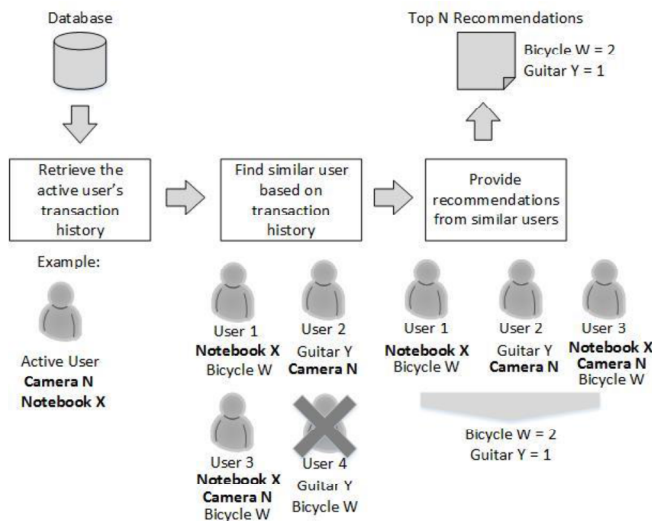 Database
Top N Recommendations
Bicycle W = 2
Guitar Y = 1
Retrieve the
active user's
transaction
history
Find similar user
based on
transaction
history
Provide
recommendations
from similar users
Example:
Active User
Camera N
Notebook X
User 1
Notebook X
Bicycle W
User 2
Guitar Y
Camera N
User 3
Notebook X
Camera N
Bicycle W
User 4
Guitar Y
Bicycle W
User 1
Notebook X
Bicycle W
User 2
Guitar Y
Camera N
User 3
Notebook X
Camera N
Bicycle W
Bicycle W = 2
Guitar Y = 1